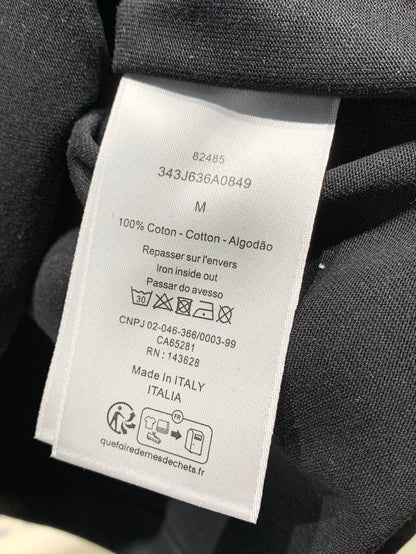 82485
343J636A0849
M
100% Coton - Cotton - Algodão
Repasser sur l'envers
iron inside out
Passar do avesso
30
CNPJ 02-046-366/0003-99
CA65281
RN : 143628
Made In ITALY
ITALIA
FR
quefairedemesdechets.fr